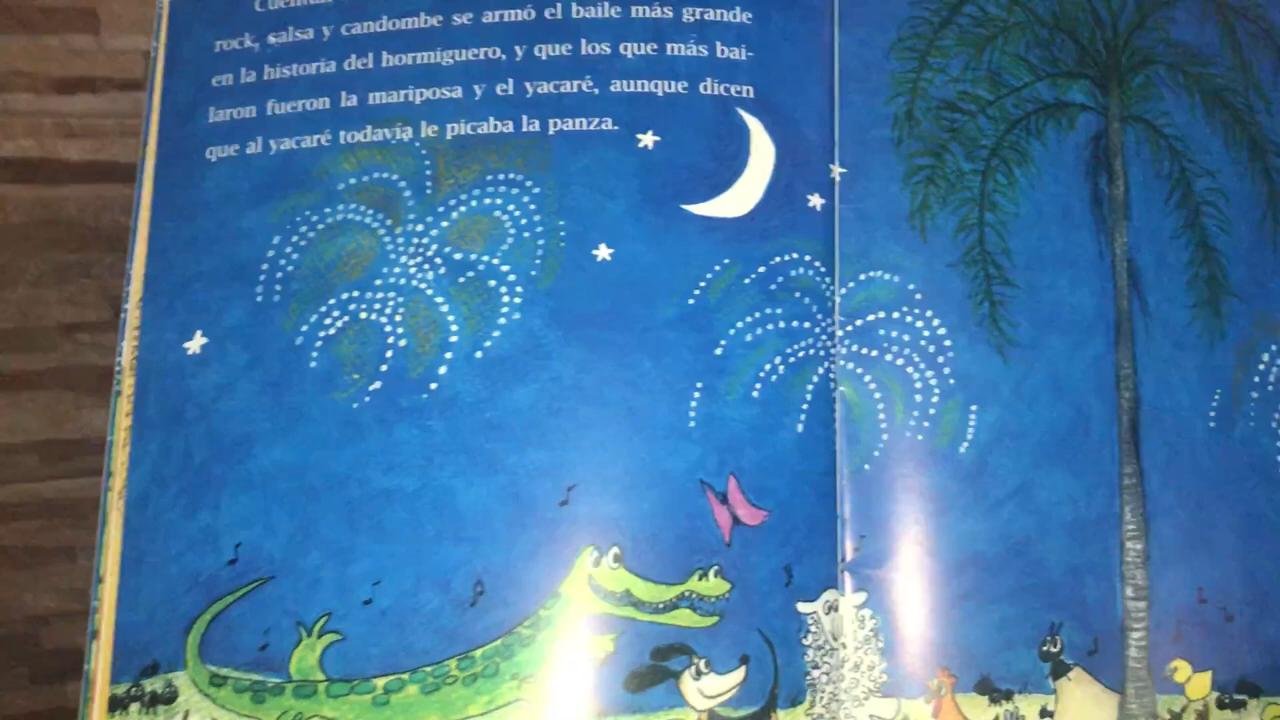 rock, salsa y candombe se armó el baile más grande
en la historia del hormiguero, y que los que más bai-
laron fueron la mariposa y el yacaré, aunque dicen
que al yacaré todavía le picaba la panza.